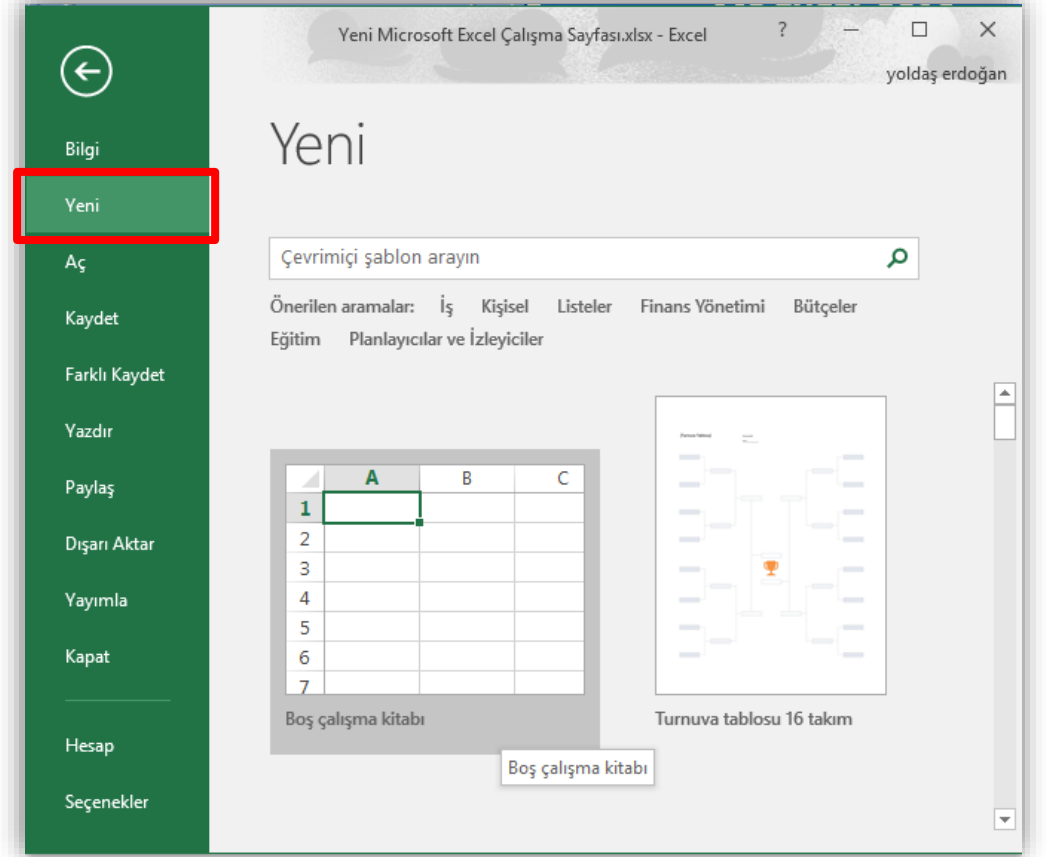 Yeni Microsoft Excel Çalışma Sayfası.xlsx - Excel ?
yoldaş erdoğan
Bilgi
Yeni
Aç
Kaydet
Farklı Kaydet
Yazdır
Paylaş
Dışarı Aktar
Yayımla
Kapat
Hesap
Seçenekler
Yeni
Çevrimiçi şablon arayın
Önerilen aramalar: İş Kişisel Listeler Finans Yönetimi Bütçeler
Eğitim Planlayıcılar ve İzleyiciler
A B C
1
2
3
4
5
6
7
Boş çalışma kitabı
Turnuva tablosu 16 takım
Boş çalışma kitabı